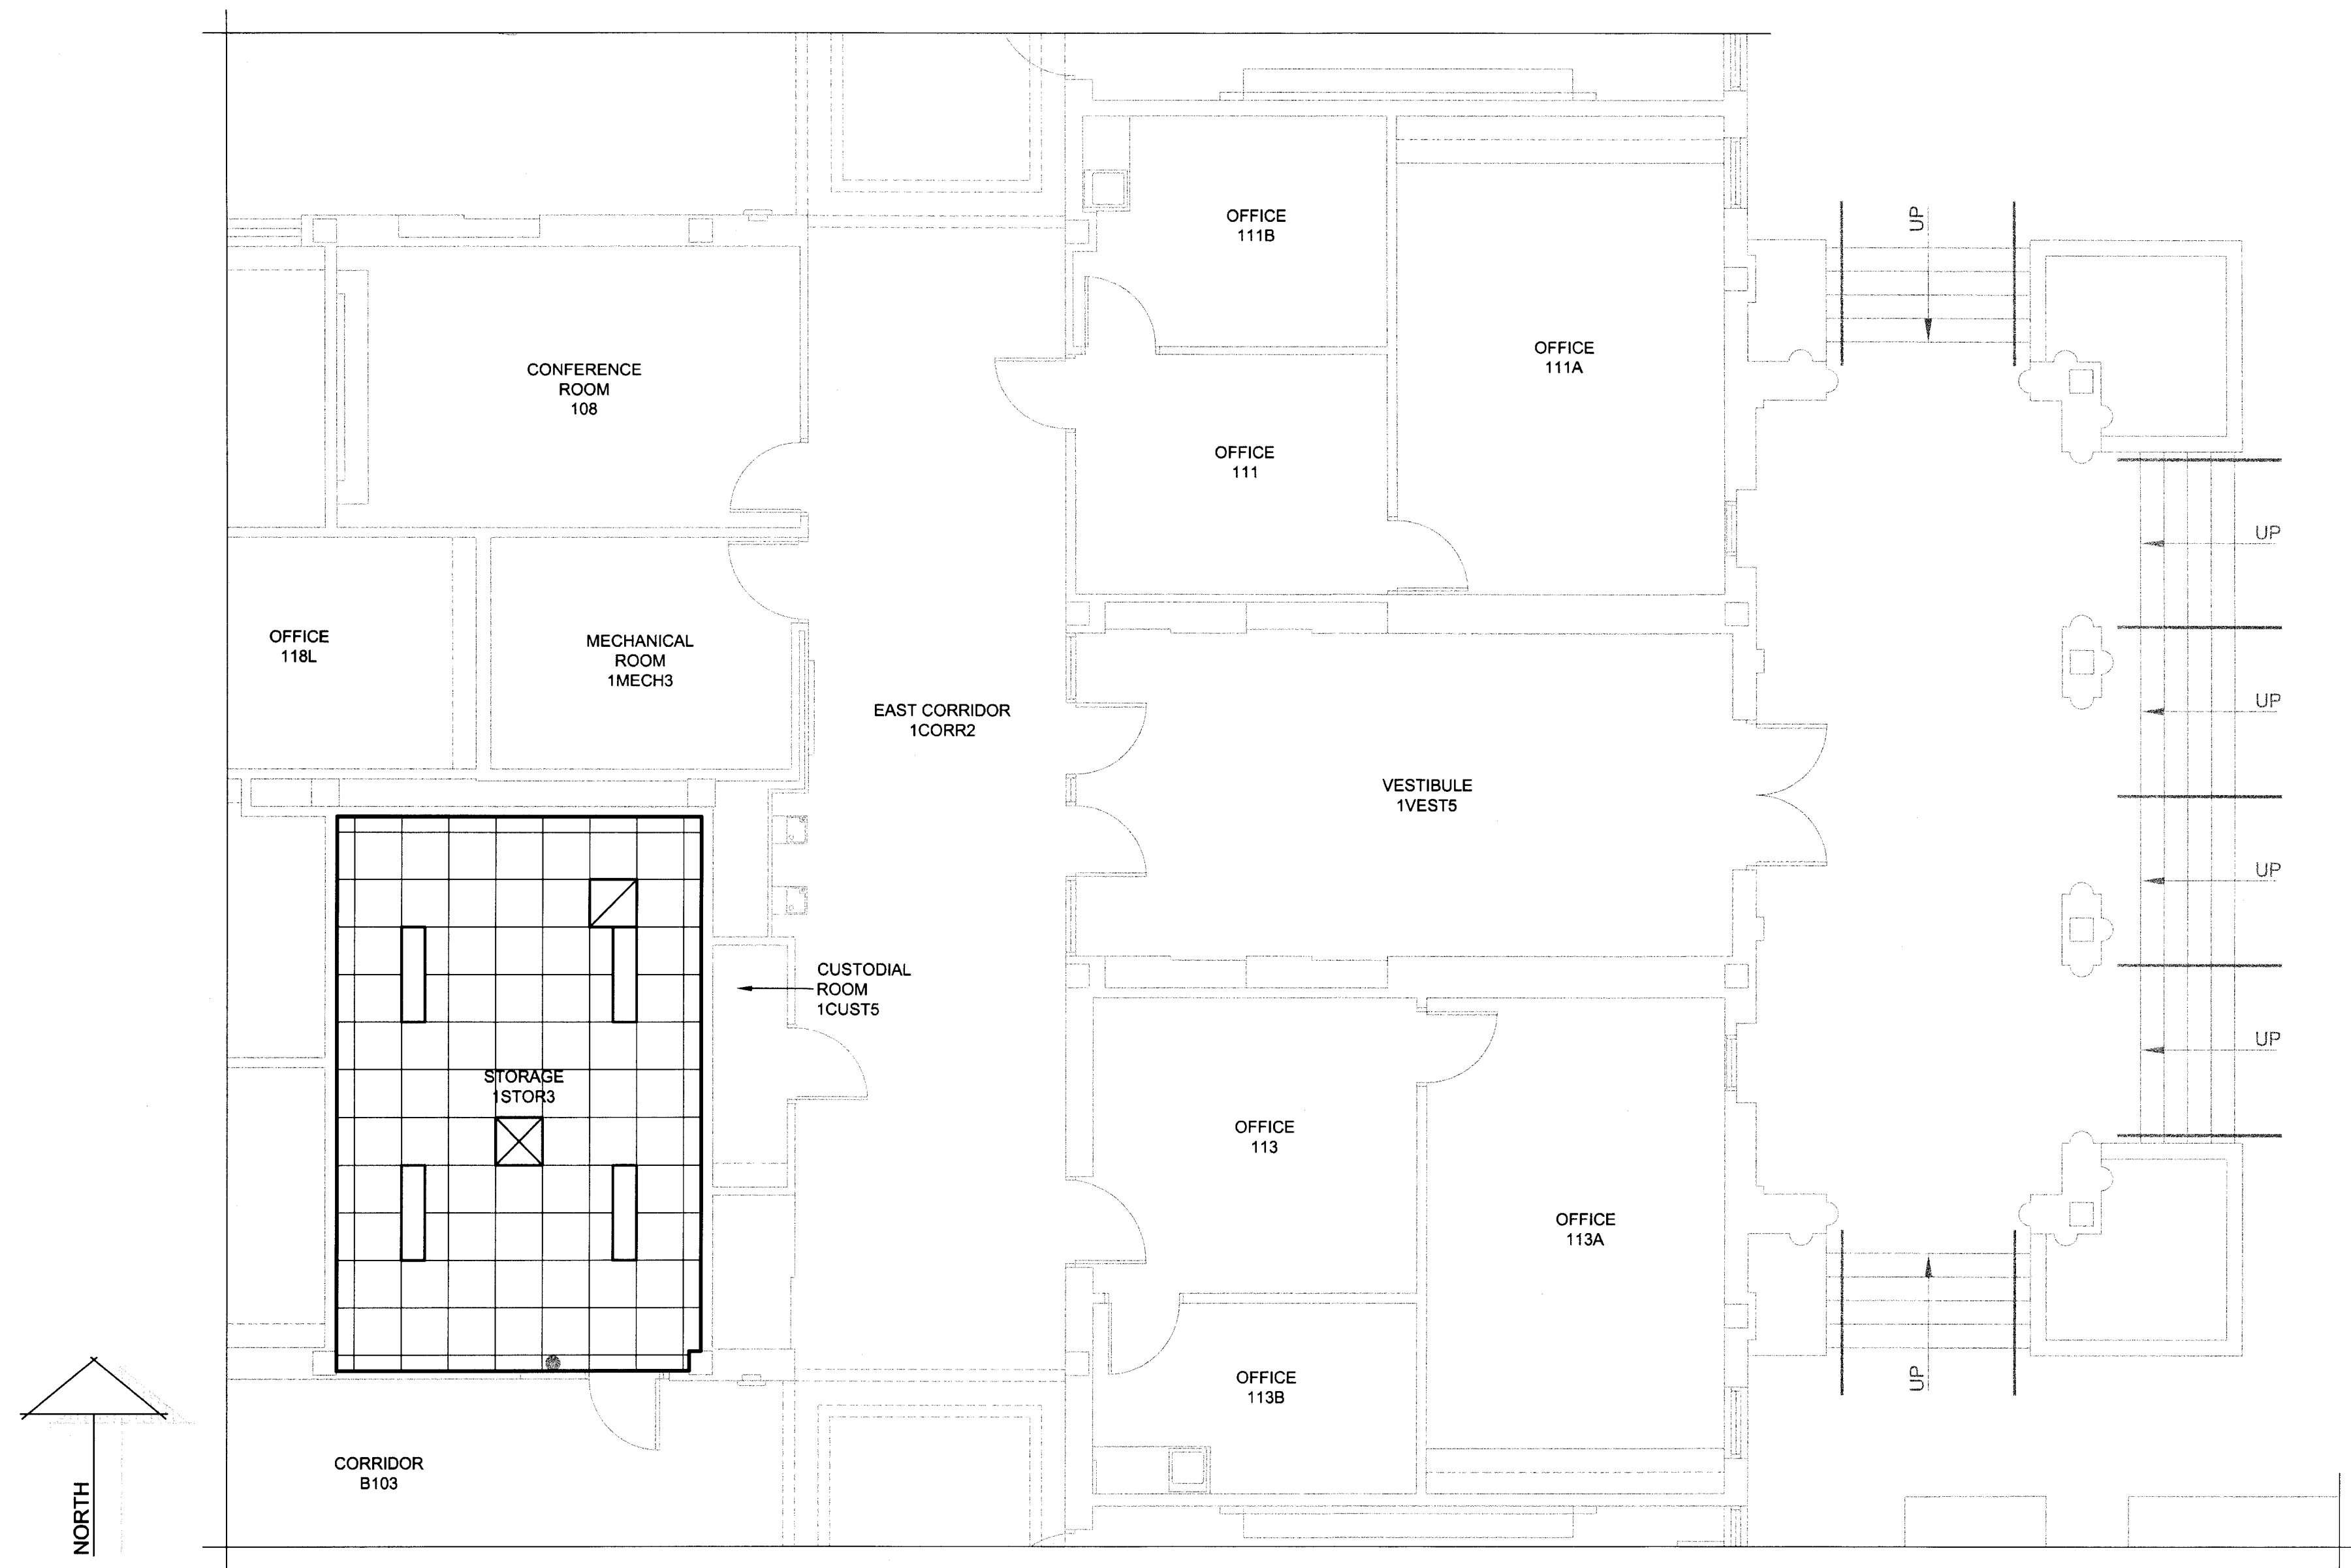 UP
OFFICE
111B
OFFICE
111A
CONFERENCE
ROOM
108
OFFICE
111
UP
OFFICE
118L
MECHANICAL
ROOM
1MECH3
EAST CORRIDOR
1CORR2
UP
VESTIBULE
1VEST5
UP
CUSTODIAL
ROOM
1CUST5
UP
STORAGE
1STOR3
OFFICE
113
OFFICE
113A
OFFICE
113B
UP
CORRIDOR
B103
NORTH